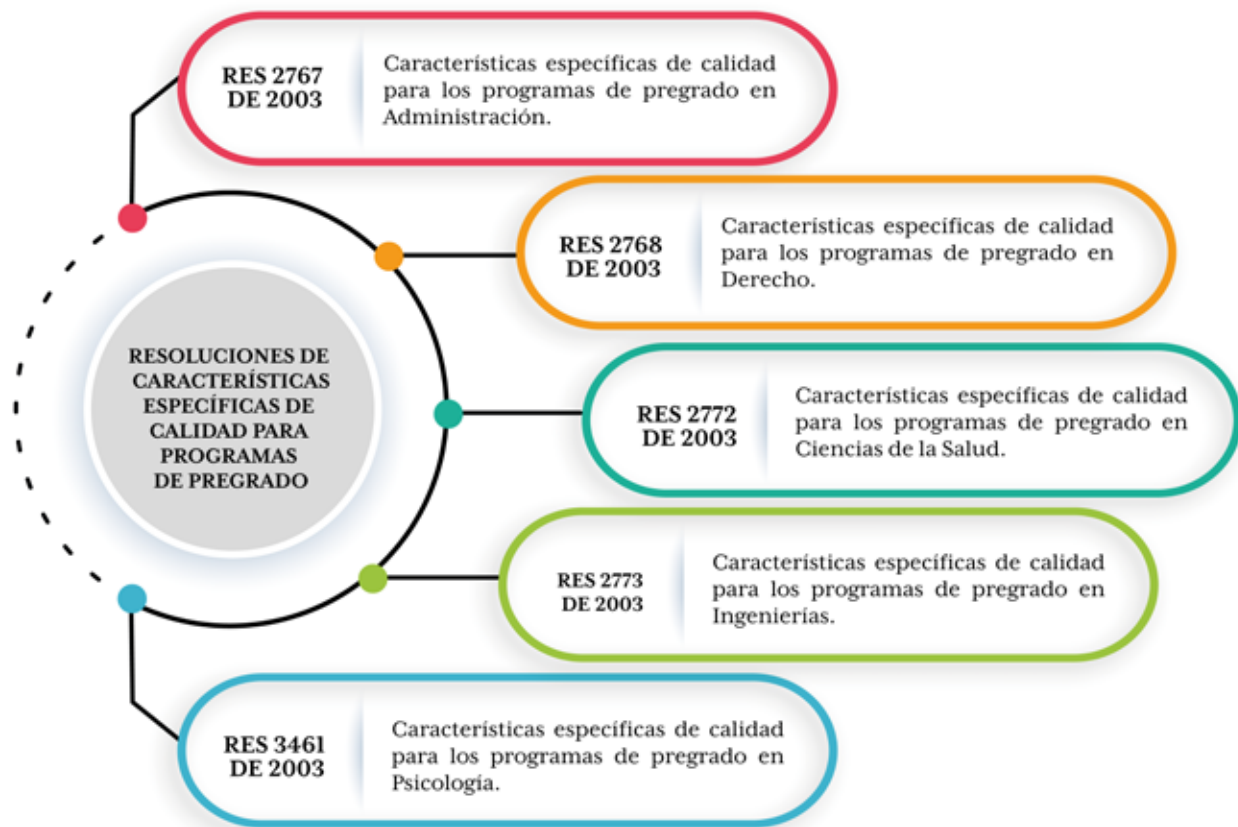 RES 2767
DE 2003
Características específicas de calidad
para los programas de pregrado en
Administración.
RES 2768
DE 2003
Características específicas de calidad
para los programas de pregrado en
Derecho.
RESOLUCIONES DE
CARACTERÍSTICAS
ESPECÍFICAS DE
CALIDAD PARA
PROGRAMAS
DE PREGRADO
RES 2772
DE 2003
Características específicas de calidad
para los programas de pregrado en
Ciencias de la Salud.
RES 2773
DE 2003
Características específicas de calidad
para los programas de pregrado en
Ingenierías.
RES 3461
DE 2003
Características específicas de calidad
para los programas de pregrado en
Psicología.